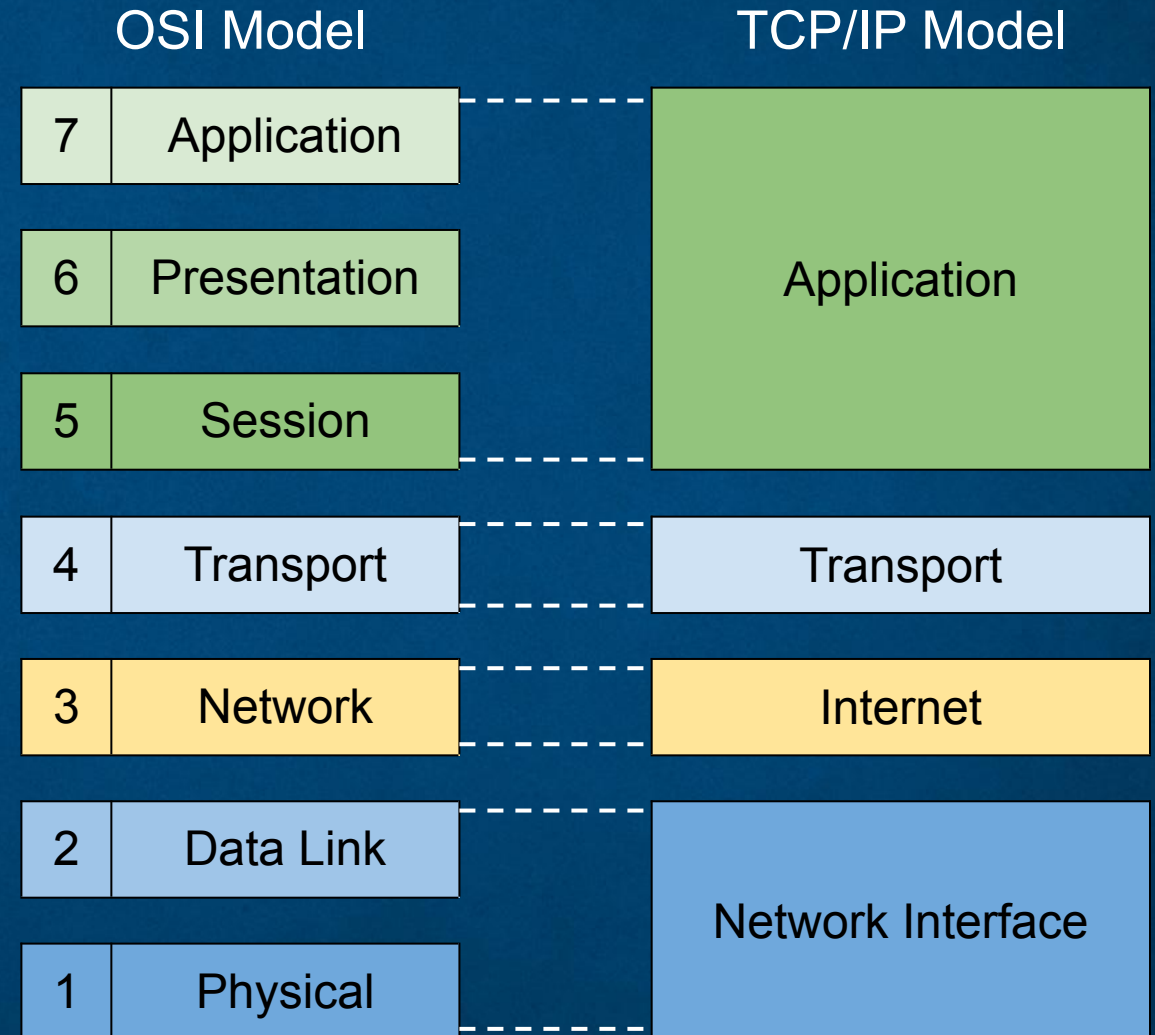 OSI Model
TCP/IP Model
7 Application
6 Presentation
5 Session
4 Transport
3 Network
2 Data Link
1 Physical
Application
Transport
Internet
Network Interface